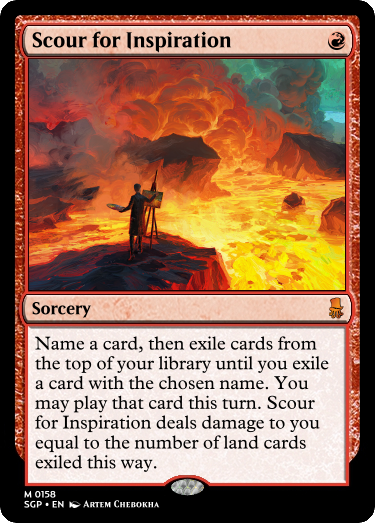 Scour for Inspiration
Sorcery
Name a card, then exile cards from
the top of your library until you exile
a card with the chosen name. You
may play that card this turn. Scour
for Inspiration deals damage to you
equal to the number of land cards
exiled this way.
M 0158
SGP • EN Artem Chebokha